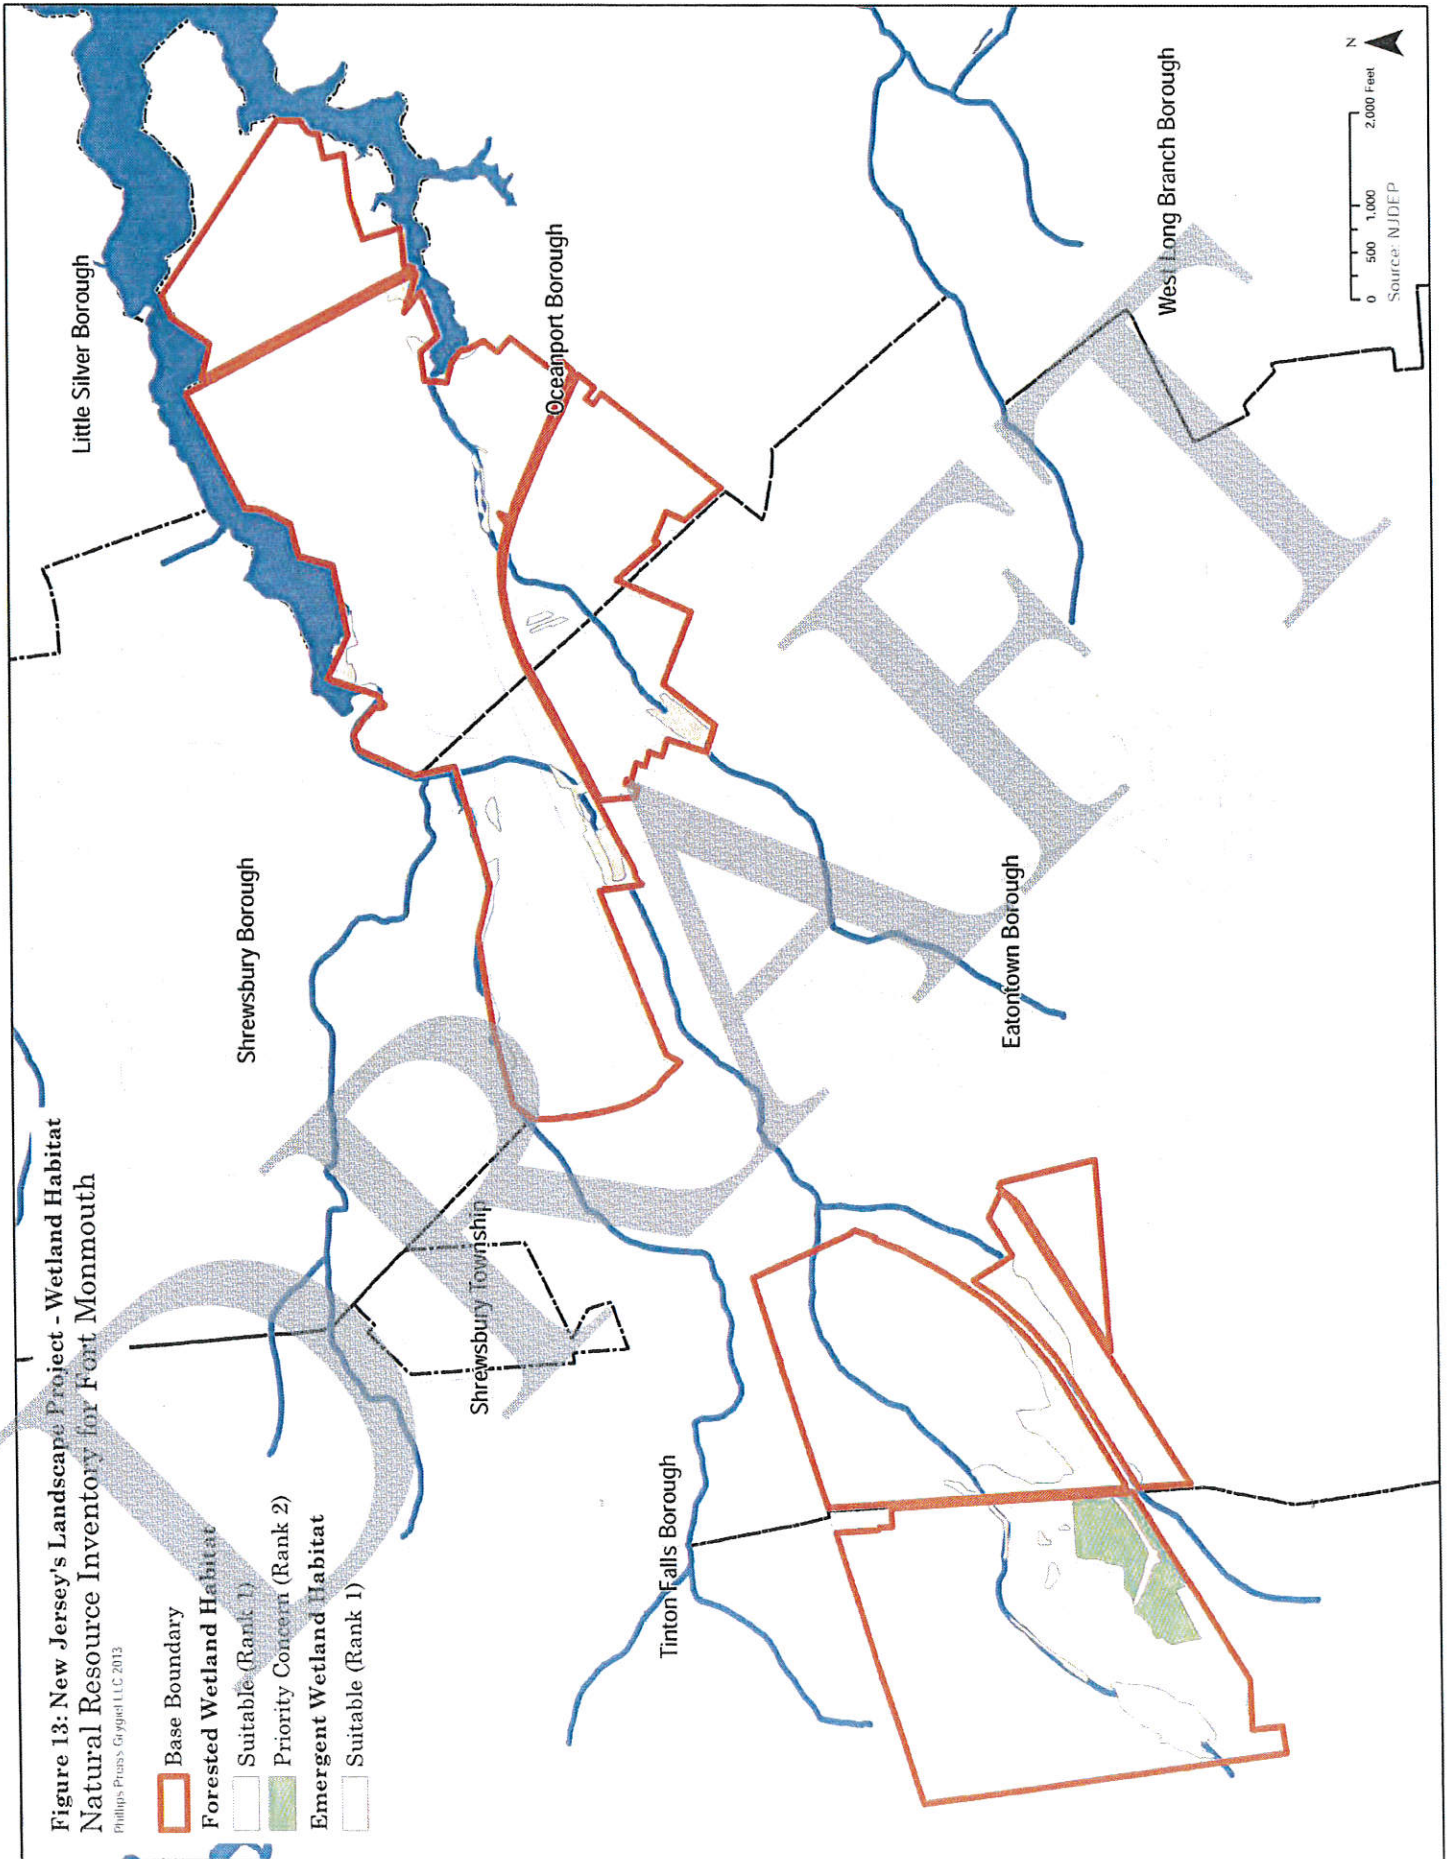 Figure 13: New Jersey's Landscape Project - Wetland Habitat
Natural Resource Inventory for Fort Monmouth
Phillips Preiss Grygiel LLC 2013
Base Boundary
Forested Wetland Habitat
Suitable (Rank 1)
Priority Concern (Rank 2)
Emergent Wetland Habitat
Suitable (Rank 1)
Little Silver Borough
Oceanport Borough
Shrewsbury Borough
Shrewsbury Township
Eatontown Borough
Tinton Falls Borough
West Long Branch Borough
N
0 500 1,000 2,000 Feet
Source: NJDEP
DRAFT